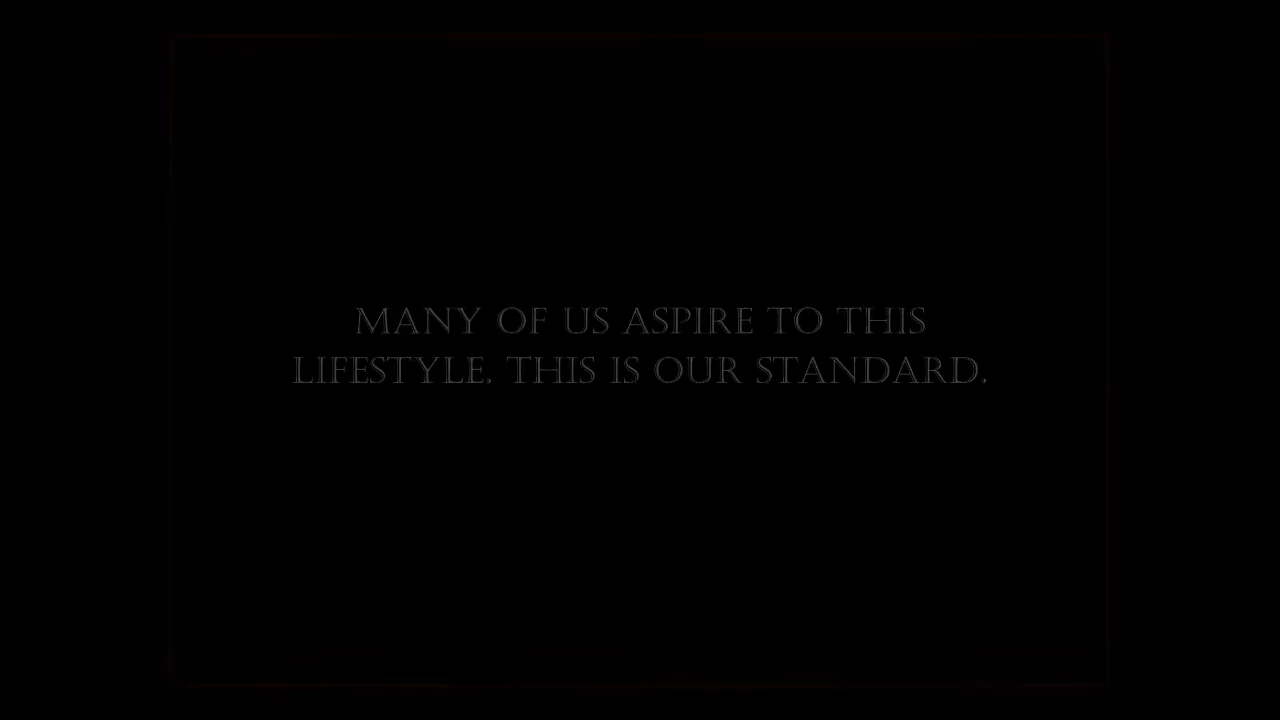 MANY OF US ASPIRE TO THIS
LIFESTYLE. THIS IS OUR STANDARD.